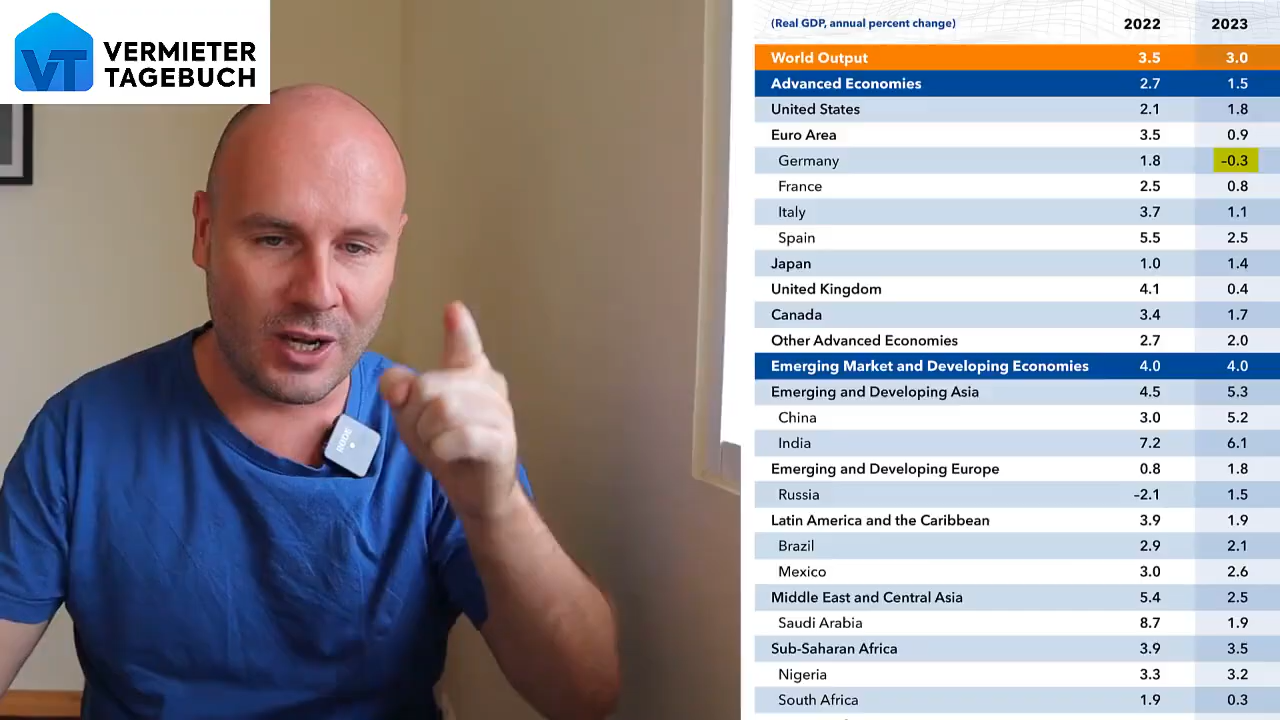 VERMIETER
TAGEBUCH
VT
RØDE
(Real GDP, annual percent change) 2022 2023
World Output 3.5 3.0
Advanced Economies 2.7 1.5
United States 2.1 1.8
Euro Area 3.5 0.9
Germany 1.8 –0.3
France 2.5 0.8
Italy 3.7 1.1
Spain 5.5 2.5
Japan 1.0 1.4
United Kingdom 4.1 0.4
Canada 3.4 1.7
Other Advanced Economies 2.7 2.0
Emerging Market and Developing Economies 4.0 4.0
Emerging and Developing Asia 4.5 5.3
China 3.0 5.2
India 7.2 6.1
Emerging and Developing Europe 0.8 1.8
Russia –2.1 1.5
Latin America and the Caribbean 3.9 1.9
Brazil 2.9 2.1
Mexico 3.0 2.6
Middle East and Central Asia 5.4 2.5
Saudi Arabia 8.7 1.9
Sub-Saharan Africa 3.9 3.5
Nigeria 3.3 3.2
South Africa 1.9 0.3